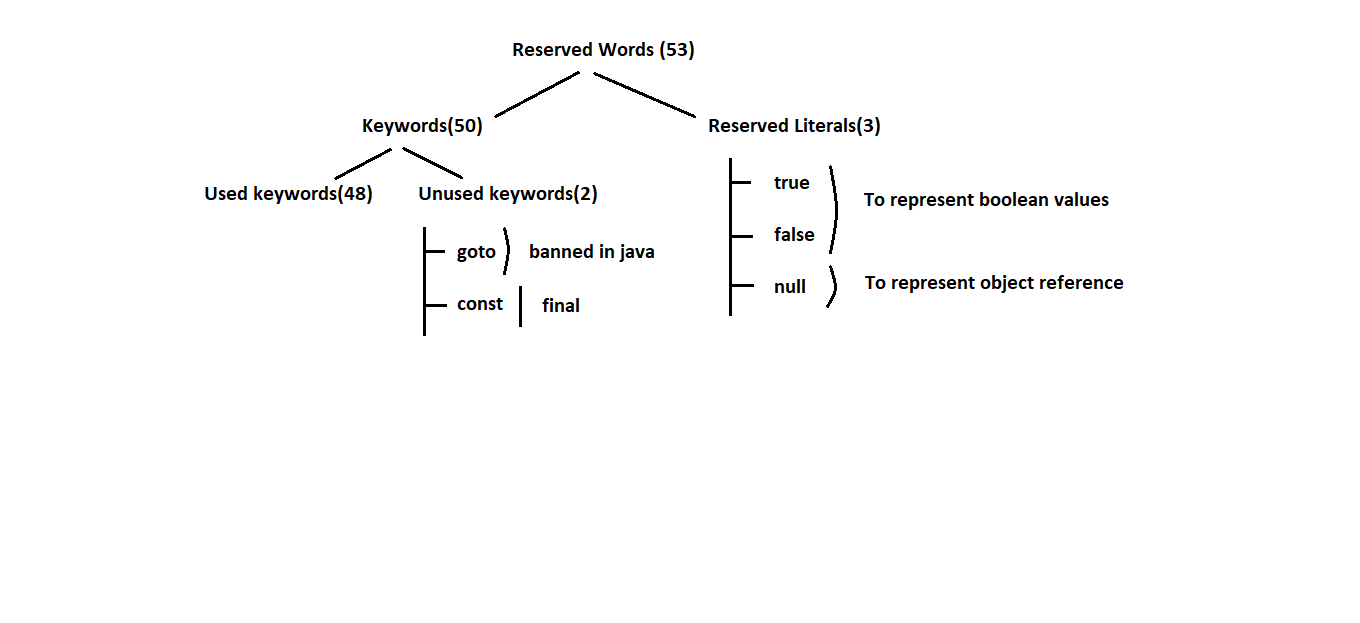 Reserved Words (53)
Keywords(50)
Reserved Literals(3)
Used keywords(48)
Unused keywords(2)
goto
banned in java
const
final
true
false
To represent boolean values
null
To represent object reference